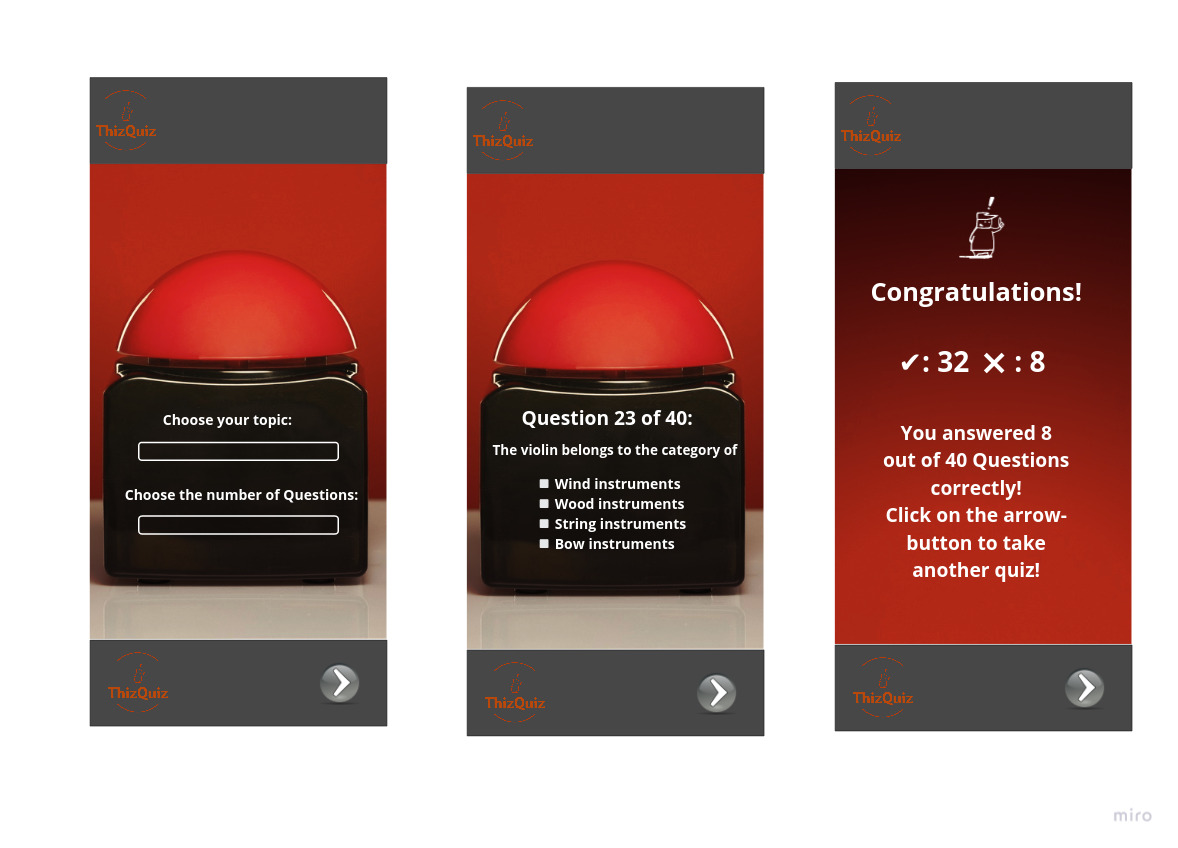 ThizQuiz
Choose your topic:
Choose the number of Questions:
ThizQuiz
ThizQuiz
Question 23 of 40:
The violin belongs to the category of
Wind instruments
Wood instruments
String instruments
Bow instruments
ThizQuiz
ThizQuiz
!
Congratulations!
✔: 32 ✕ : 8
You answered 8
out of 40 Questions
correctly!
Click on the arrow-
button to take
another quiz!
ThizQuiz
miro